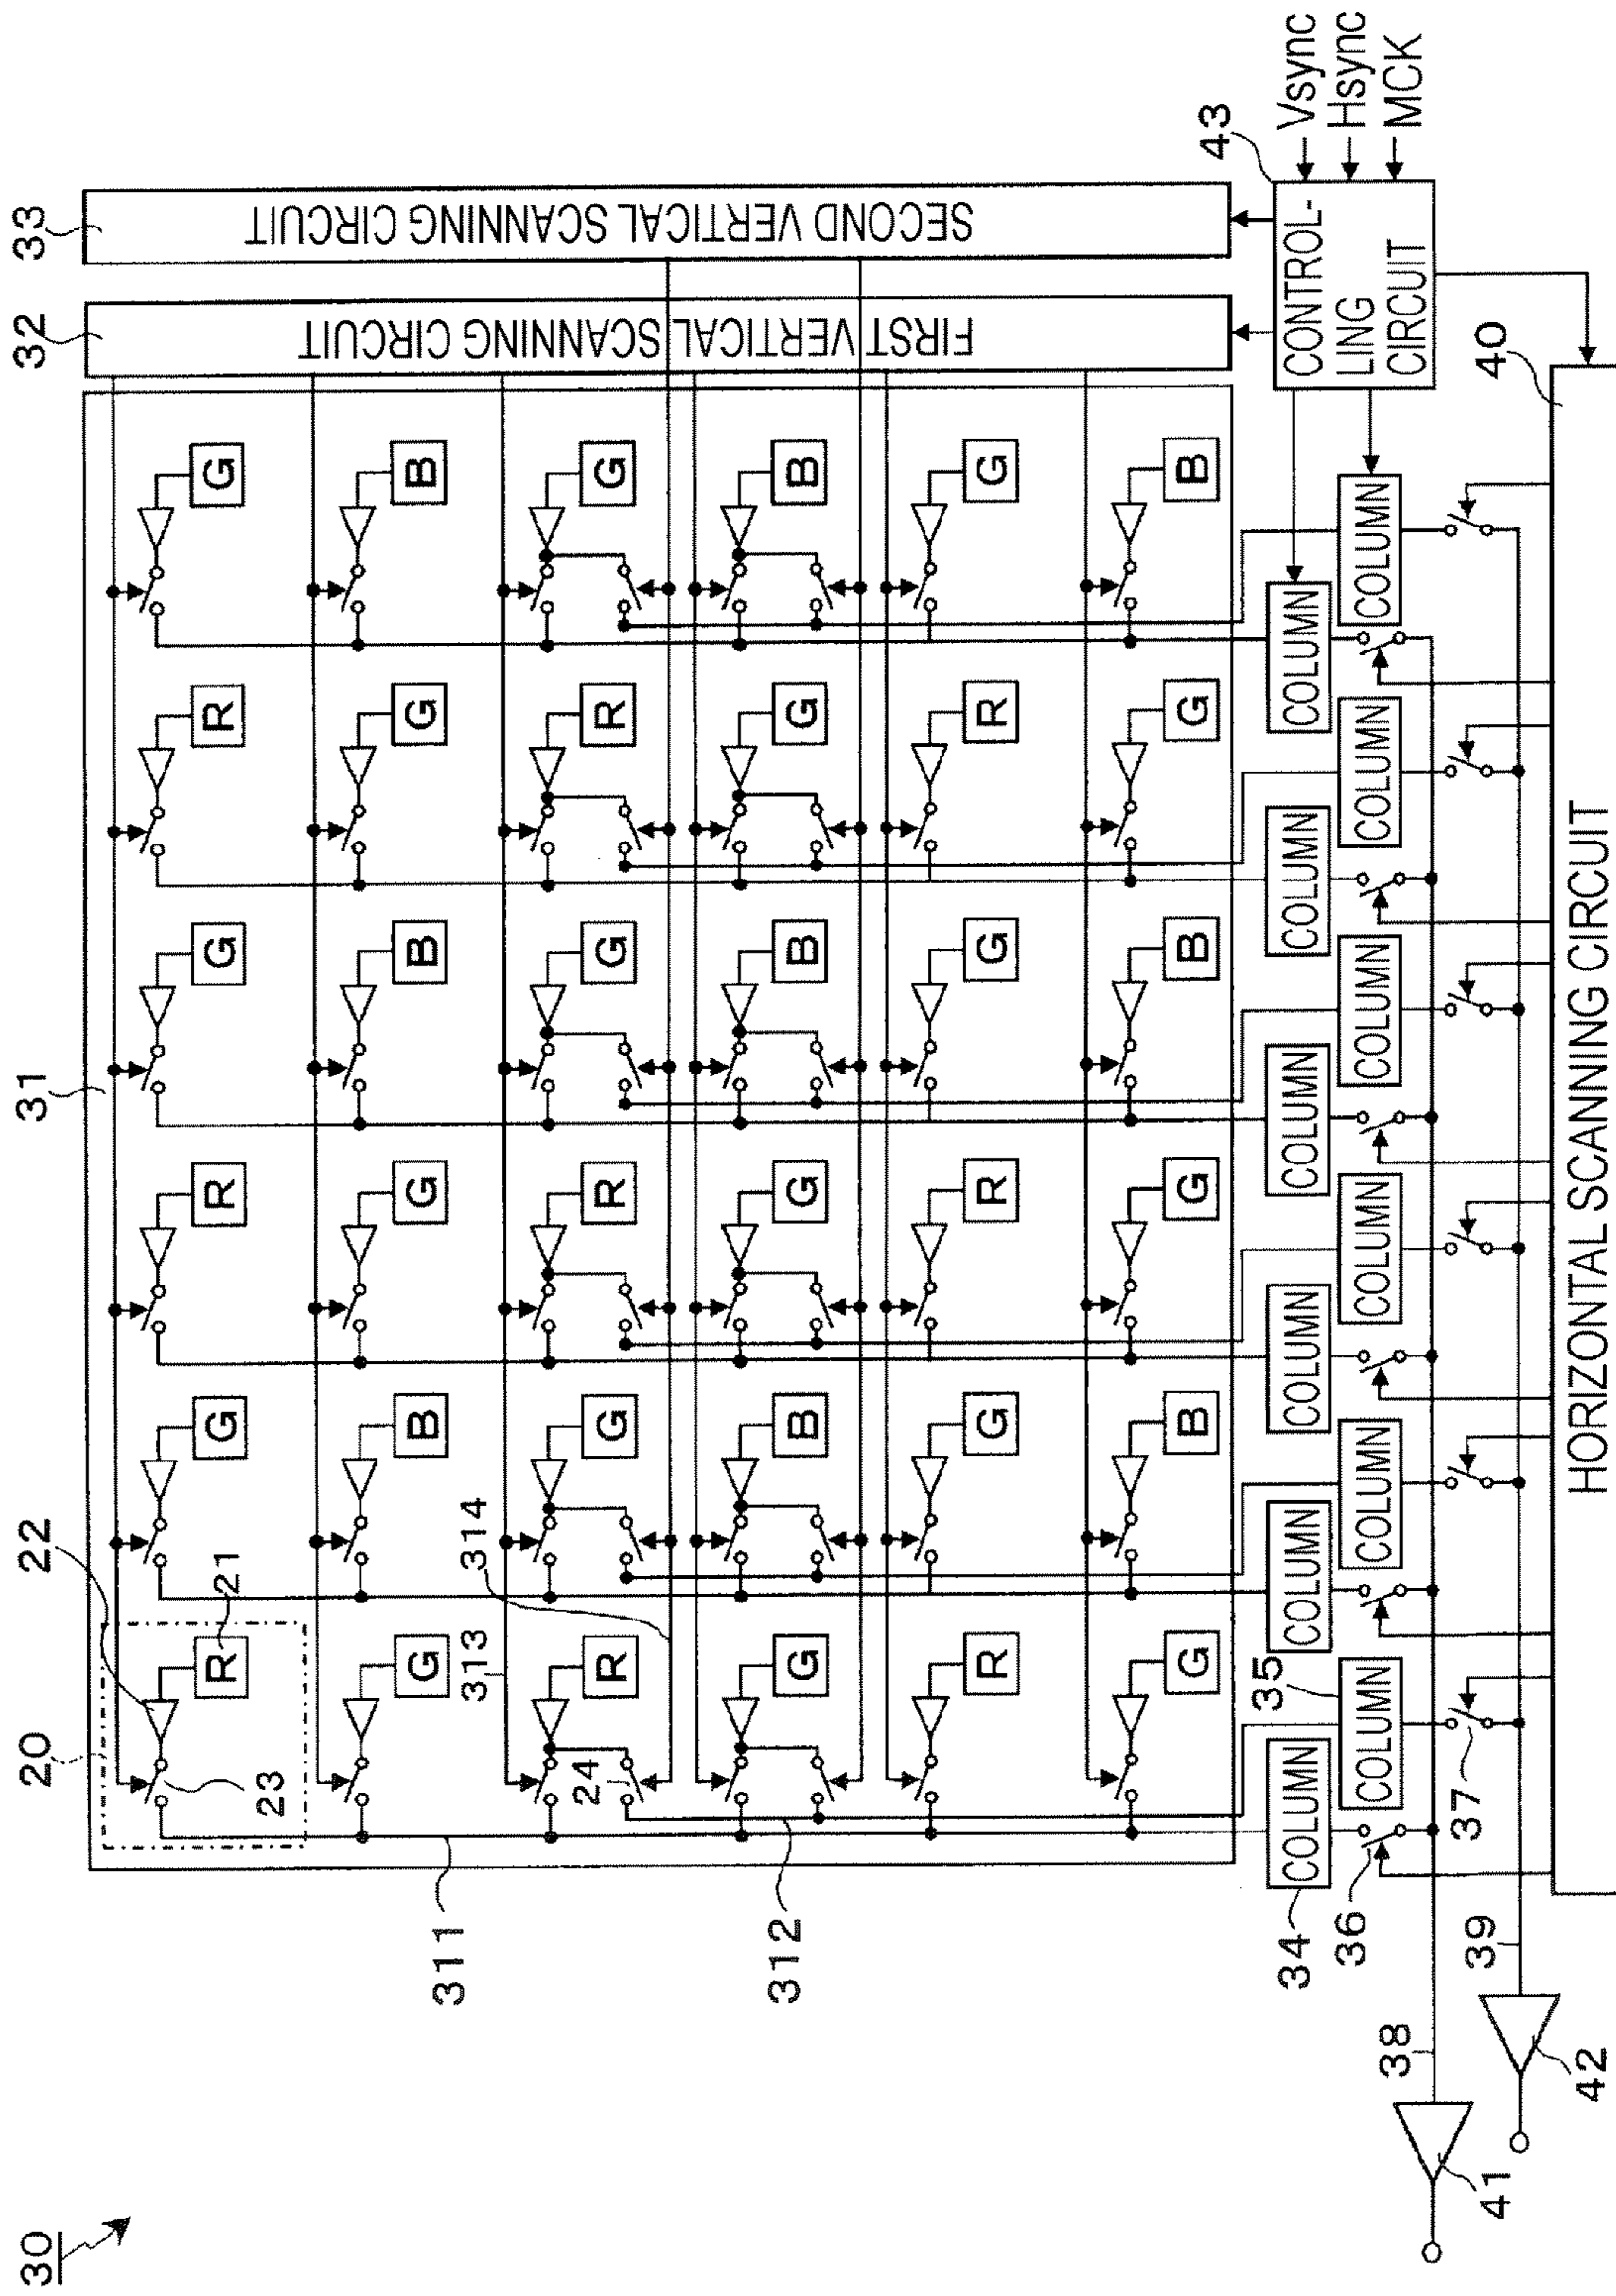 30
20
22
31
32
33
21
R G R G R G
23
FIRST VERTICAL SCANNING CIRCUIT
SECOND VERTICAL SCANNING CIRCUIT
G B G B G B
311
313
314
R G R G R G
24
G B G B G B
312
R G R G R G
G B G B G B
43
34
35
COLUMN COLUMN COLUMN COLUMN COLUMN COLUMN
COLUMN COLUMN COLUMN COLUMN COLUMN COLUMN
CONTROL-
LING
CIRCUIT
Vsync
Hsync
MCK
36
37
38
39
40
41
42
HORIZONTAL SCANNING CIRCUIT